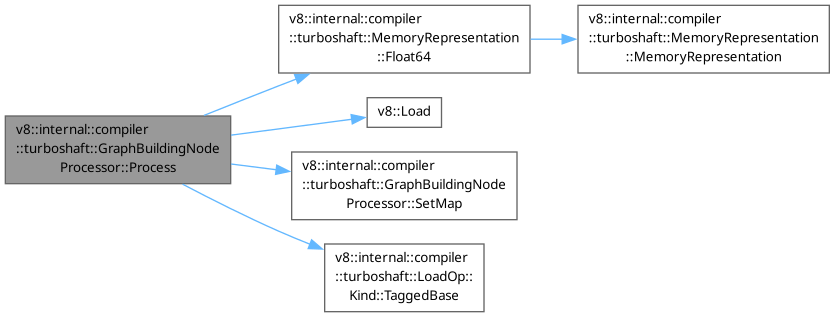 v8::internal::compiler
::turboshaft::GraphBuildingNode
Processor::Process
v8::internal::compiler
::turboshaft::MemoryRepresentation
::Float64
v8::internal::compiler
::turboshaft::MemoryRepresentation
::MemoryRepresentation
v8::Load
v8::internal::compiler
::turboshaft::GraphBuildingNode
Processor::SetMap
v8::internal::compiler
::turboshaft::LoadOp::
Kind::TaggedBase